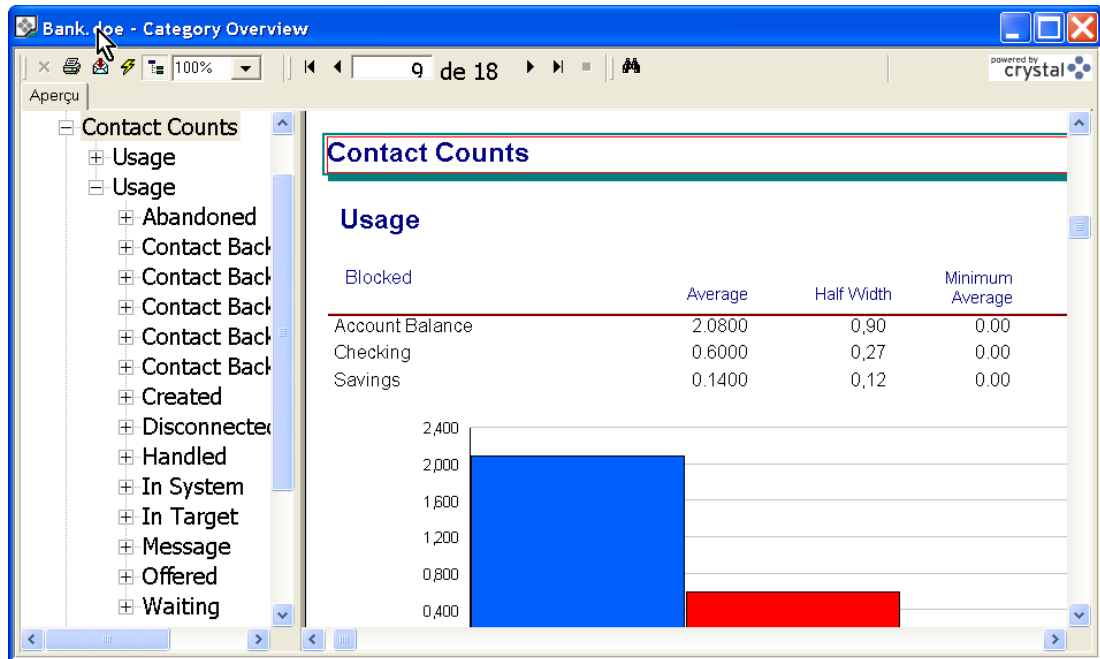 Bank.doe - Category Overview
100% 9 de 18 powered by crystal
Aperçu
Contact Counts
Usage
Usage
Abandoned
Contact Back
Contact Back
Contact Back
Contact Back
Contact Back
Created
Disconnected
Handled
In System
In Target
Message
Offered
Waiting
Contact Counts
Usage
Blocked Average Half Width Minimum Average
Account Balance 2.0800 0,90 0.00
Checking 0.6000 0,27 0.00
Savings 0.1400 0,12 0.00
2,400
2,000
1,600
1,200
0,800
0,400